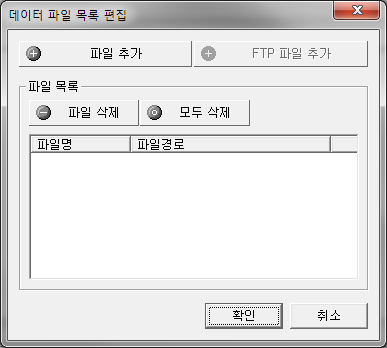 데이터 파일 목록 편집
파일 추가 FTP 파일 추가
파일 목록
파일 삭제 모두 삭제
파일명 파일경로
확인 취소